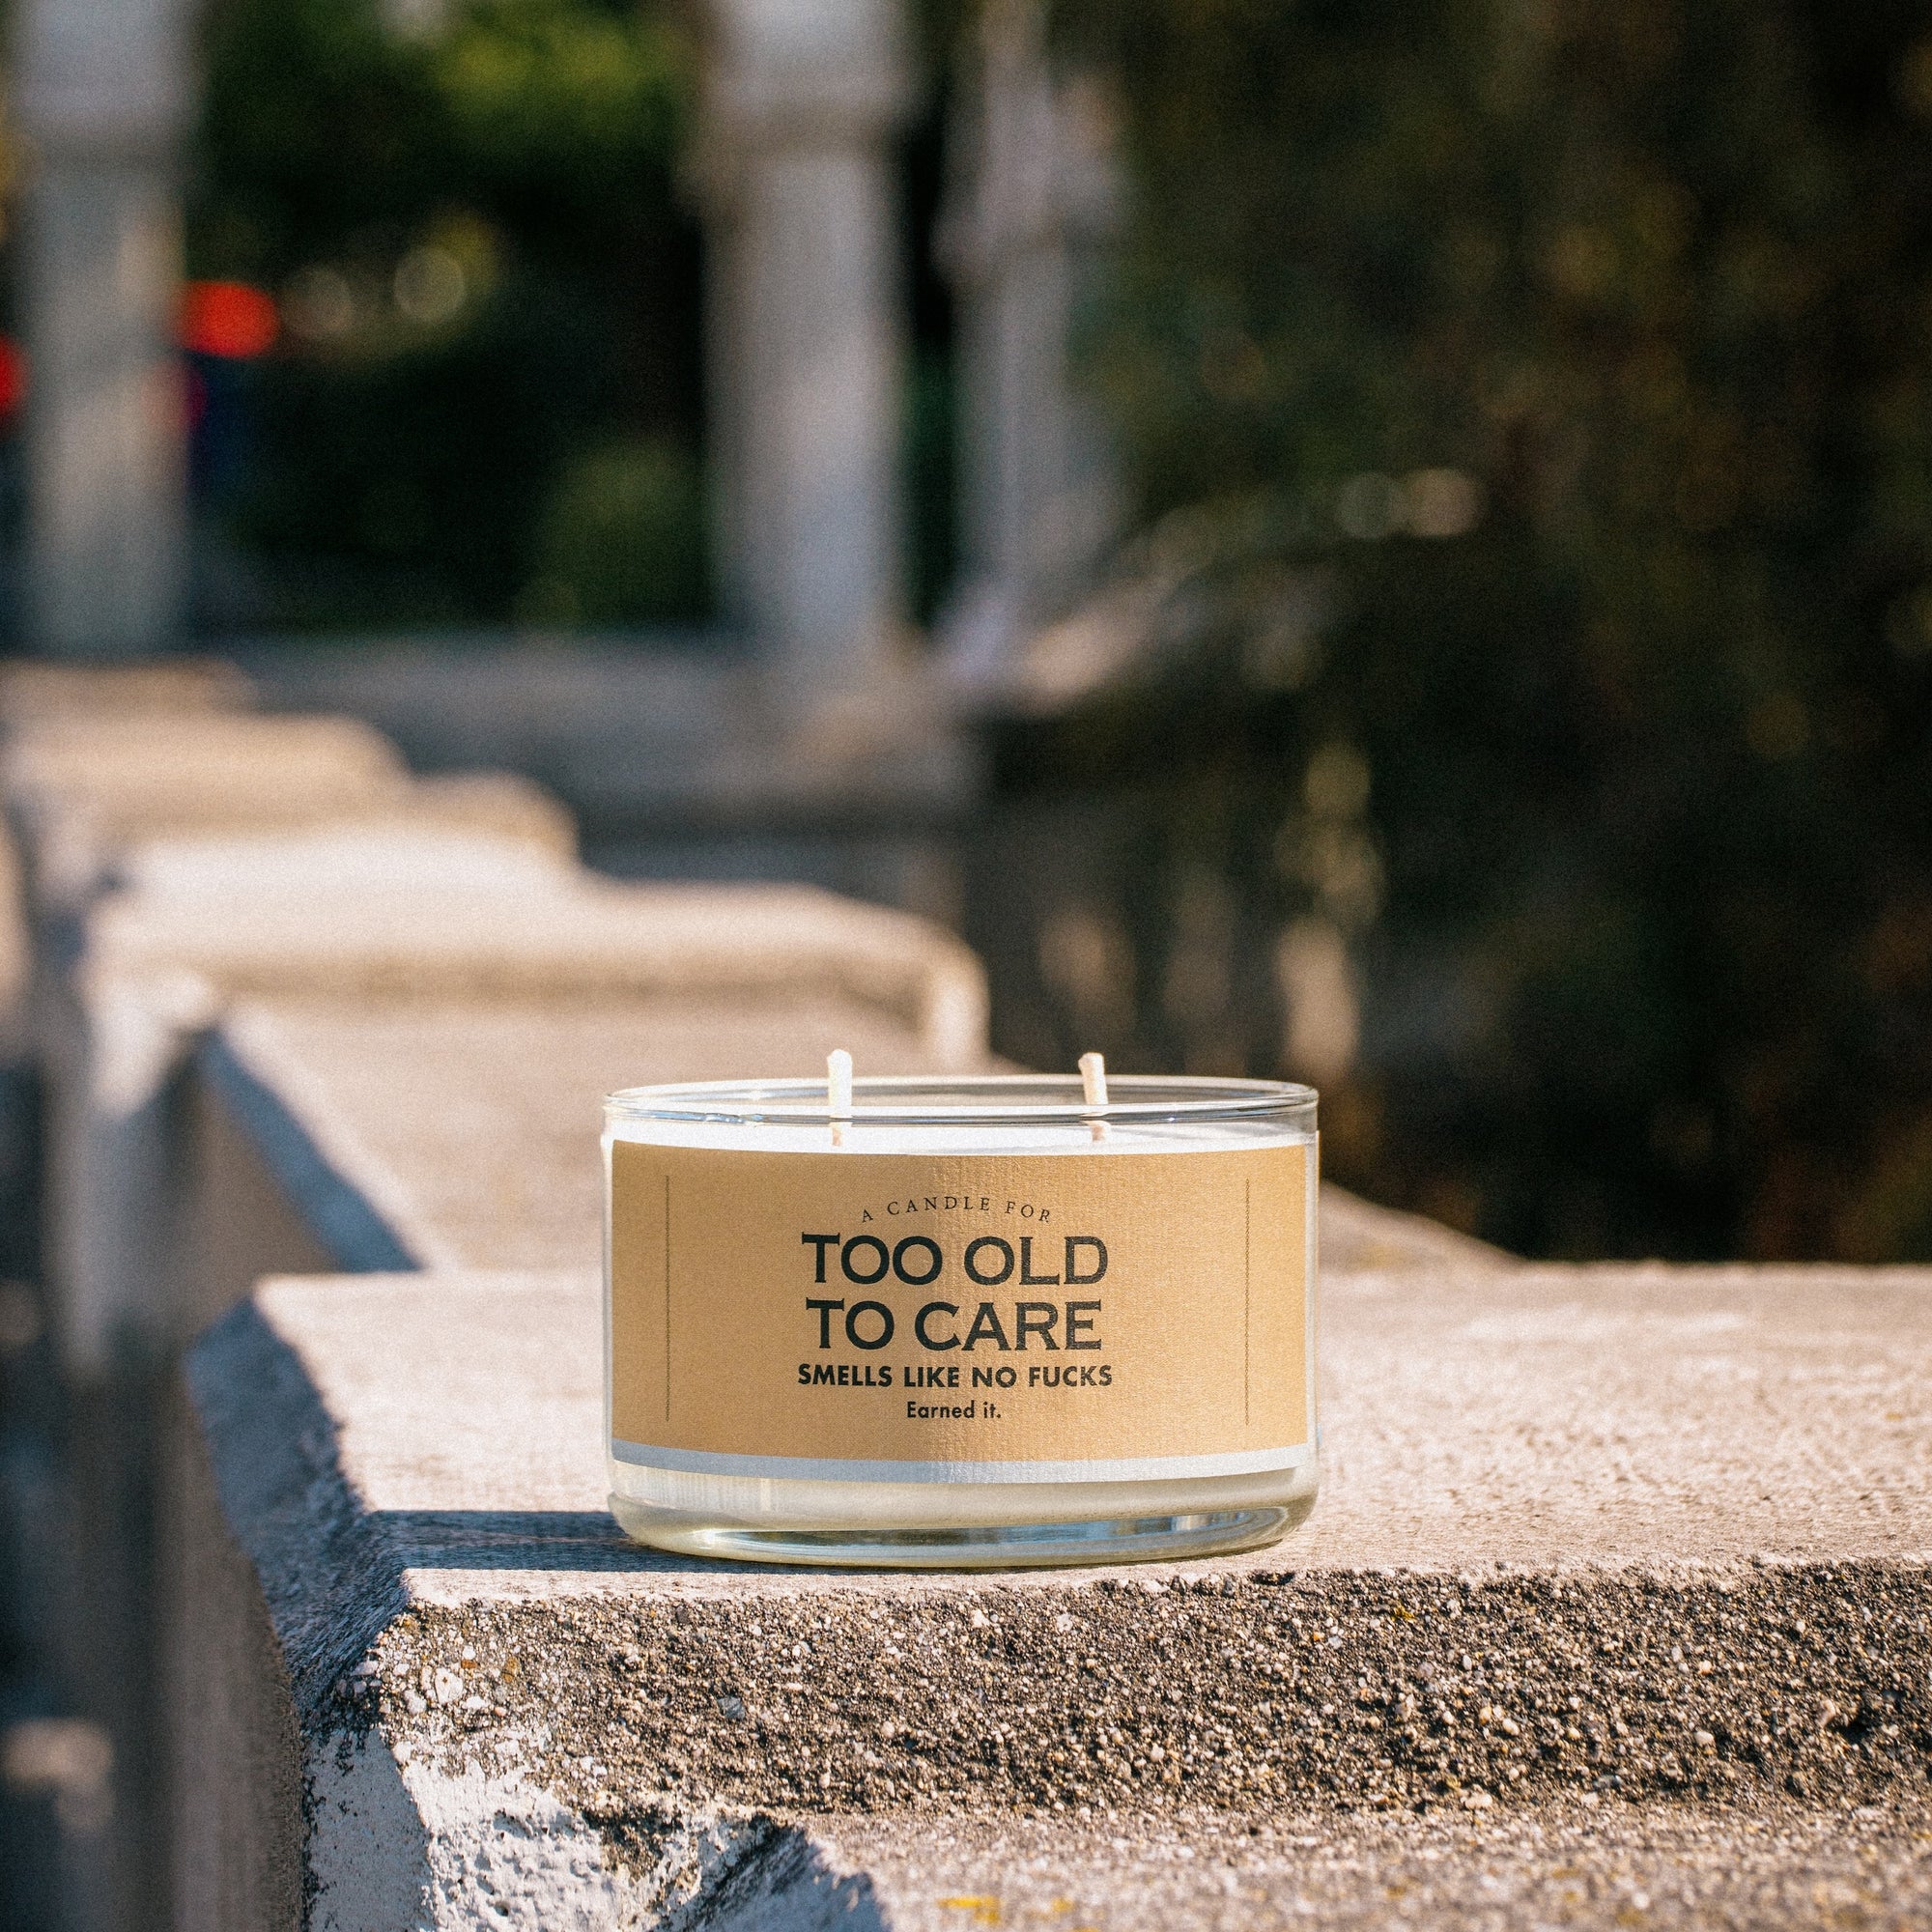 A CANDLE FOR
TOO OLD
TO CARE
SMELLS LIKE NO FUCKS
Earned it.